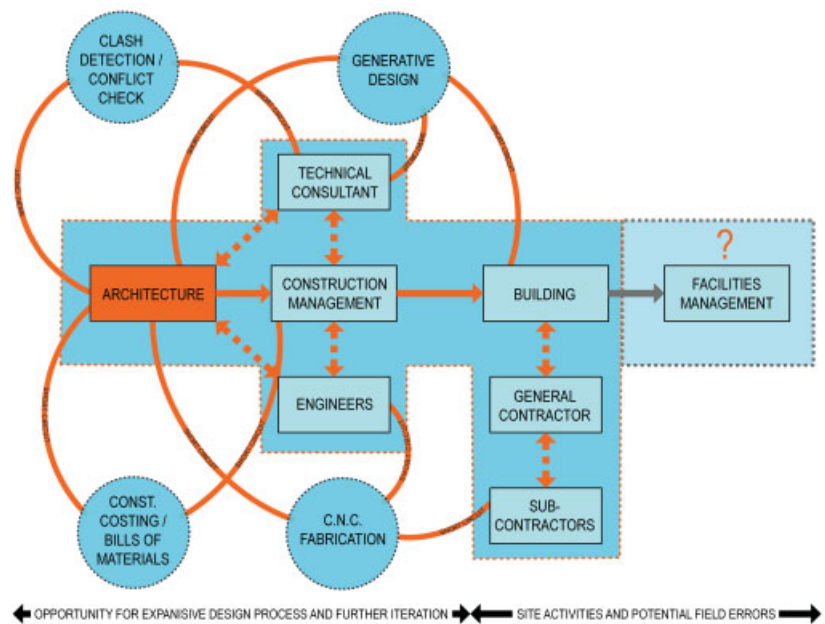 CLASH
DETECTION /
CONFLICT
CHECK
GENERATIVE
DESIGN
TECHNICAL
CONSULTANT
?
ARCHITECTURE
CONSTRUCTION
MANAGEMENT
BUILDING
FACILITIES
MANAGEMENT
ENGINEERS
GENERAL
CONTRACTOR
CONST.
COSTING /
BILLS OF
MATERIALS
C.N.C.
FABRICATION
SUB-
CONTRACTORS
OPPORTUNITY FOR EXPANISIVE DESIGN PROCESS AND FURTHER ITERATION
SITE ACTIVITIES AND POTENTIAL FIELD ERRORS